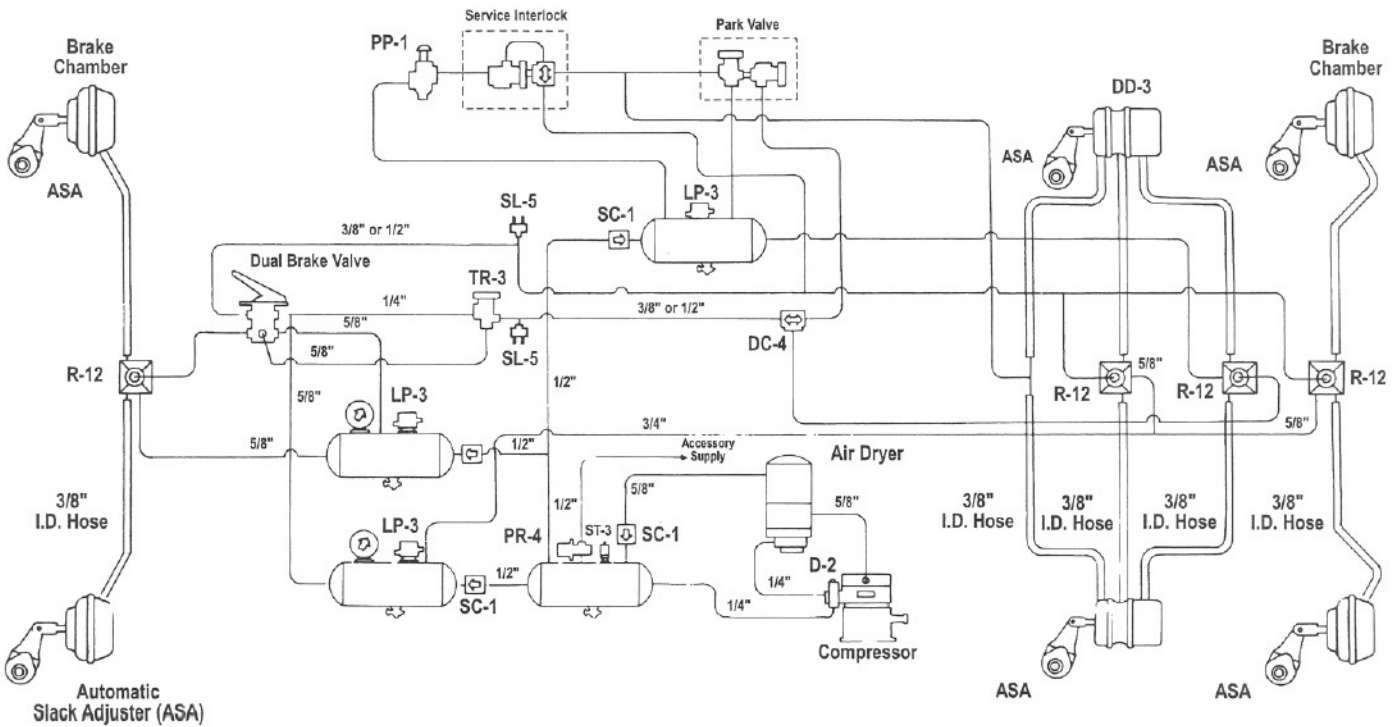 Service Interlock
Park Valve
Brake
Chamber
PP-1
Brake
Chamber
DD-3
ASA
ASA
ASA
LP-3
SL-5
SC-1
3/8" or 1/2"
Dual Brake Valve
TR-3
1/4"
3/8" or 1/2"
5/8"
5/8"
SL-5
DC-4
5/8"
R-12
R-12
R-12
R-12
1/2"
5/8"
LP-3
3/4"
5/8"
5/8"
1/2"
Accessory
Supply
Air Dryer
5/8"
5/8"
3/8"
I.D. Hose
1/2"
3/8"
I.D. Hose
3/8"
I.D. Hose
3/8"
I.D. Hose
3/8"
I.D. Hose
LP-3
PR-4
ST-3
SC-1
D-2
1/2"
1/4"
SC-1
1/4"
Compressor
ASA
ASA
Automatic
Slack Adjuster (ASA)